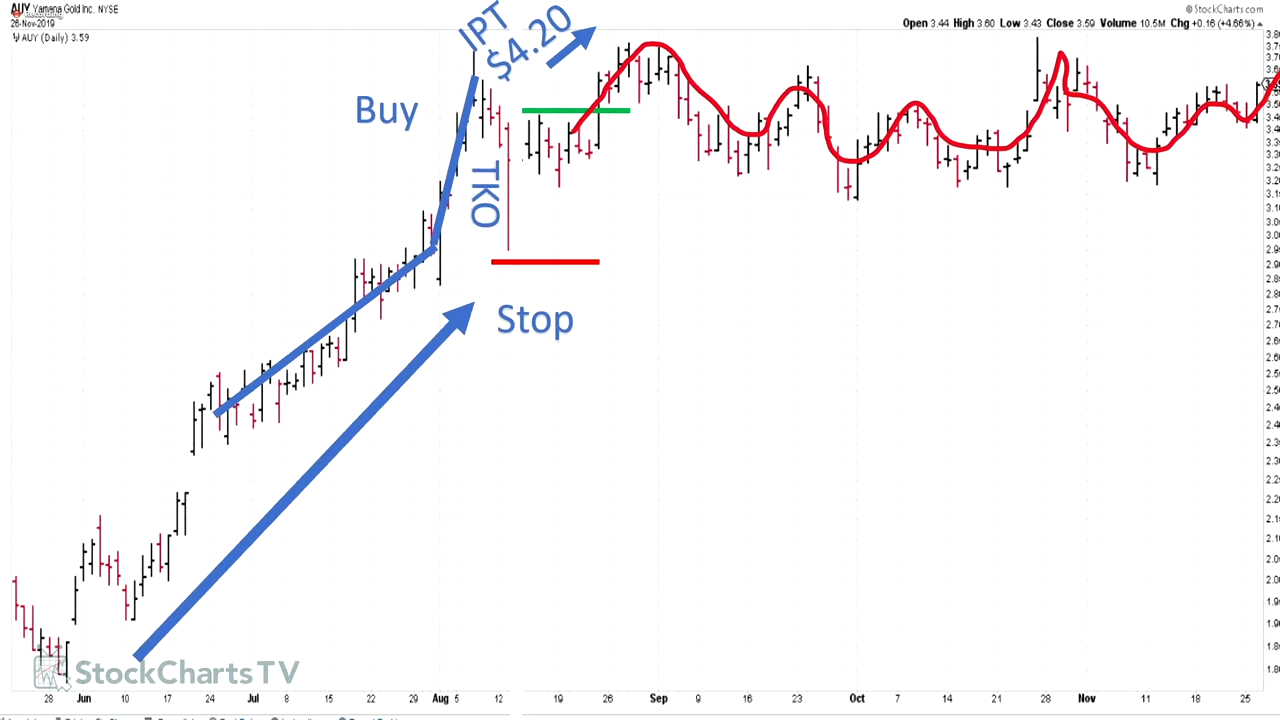 AUY Yamana Gold Inc. NYSE
© StockCharts.com
26-Nov-2019
Open 3.44 High 3.60 Low 3.43 Close 3.59 Volume 10.5M Chg +0.16 (+4.66%)
AUY (Daily) 3.59
IPT
$4.20
Buy
TKO
Stop
StockCharts TV
28 Jun 10 17 24 Jul 8 15 22 29 Aug 5 12 19 26 Sep 9 16 23 Oct 7 14 21 28 Nov 11 18 25